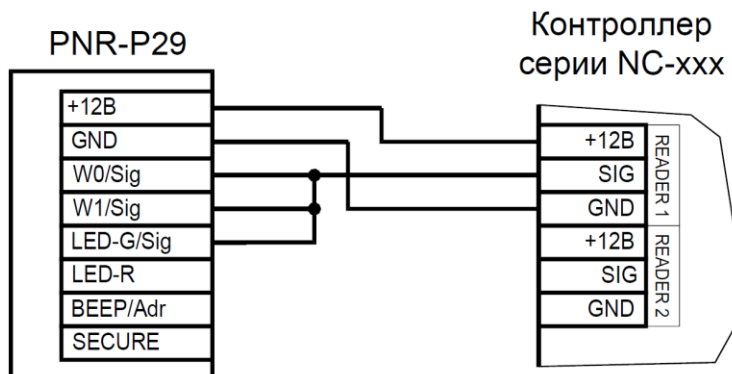 PNR-P29
+12В
GND
W0/Sig
W1/Sig
LED-G/Sig
LED-R
BEEP/Adr
SECURE
Контроллер
серии NC-xxx
+12В
SIG
GND
READER 1
+12В
SIG
GND
READER 2